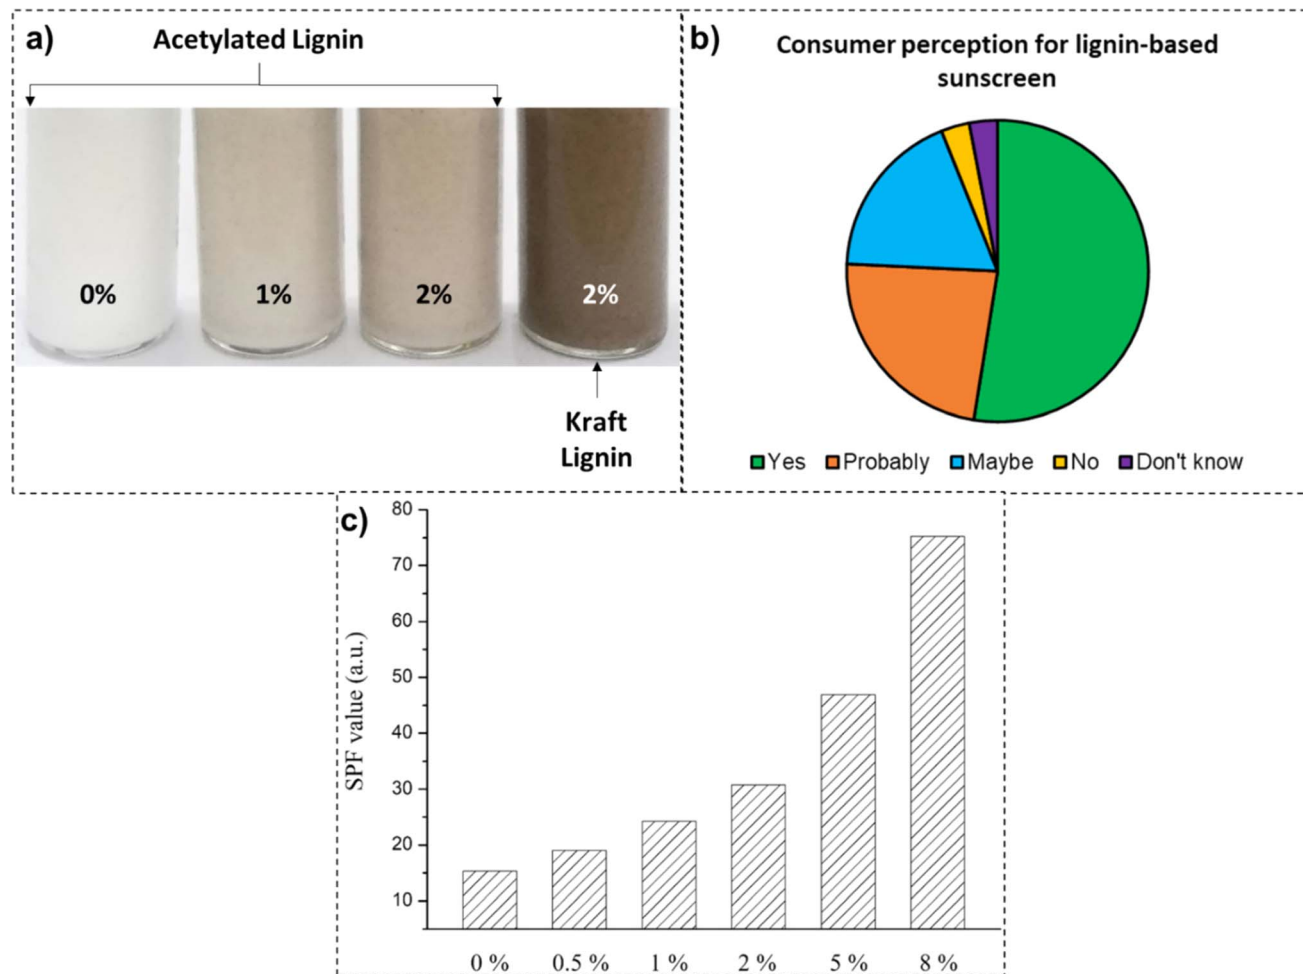 a)
Acetylated Lignin
0%
1%
2%
2%
Kraft
Lignin
b)
Consumer perception for lignin-based
sunscreen
Yes Probably Maybe No Don't know
c)
SPF value (a.u.)
80
70
60
50
40
30
20
10
0 % 0.5 % 1 % 2 % 5 % 8 %